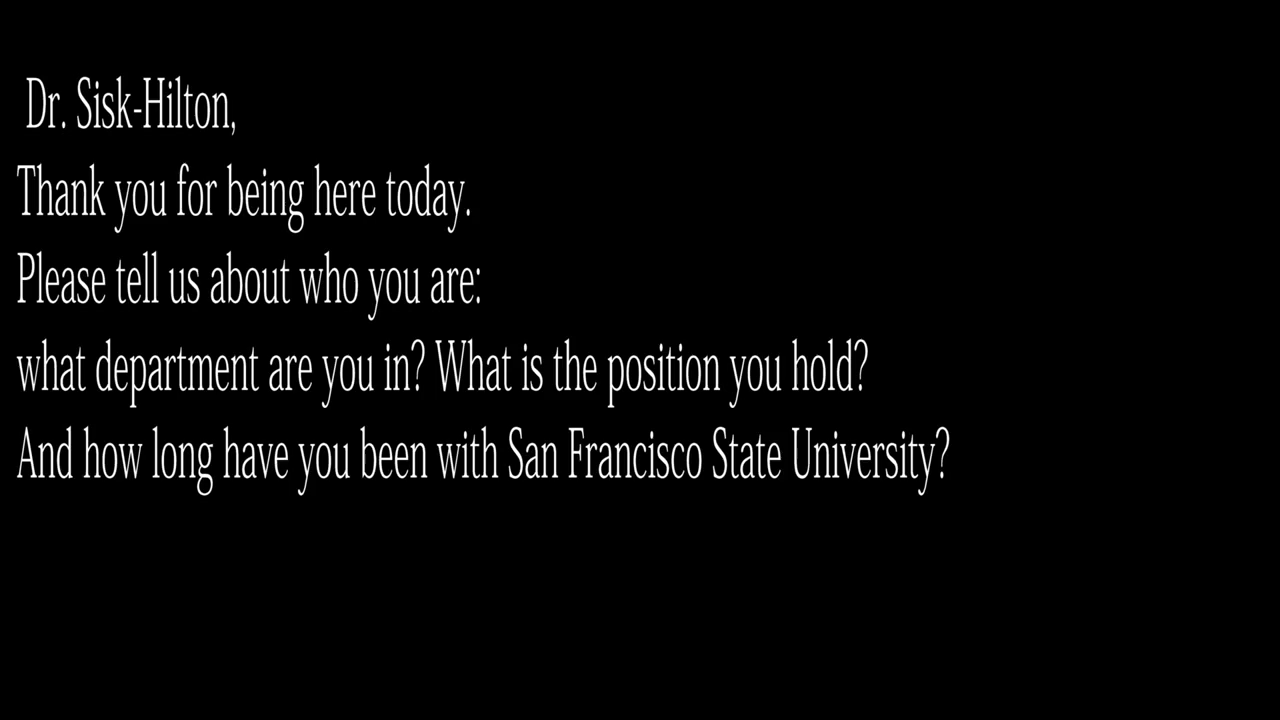 Dr. Sisk-Hilton,
Thank you for being here today.
Please tell us about who you are:
what department are you in? What is the position you hold?
And how long have you been with San Francisco State University?